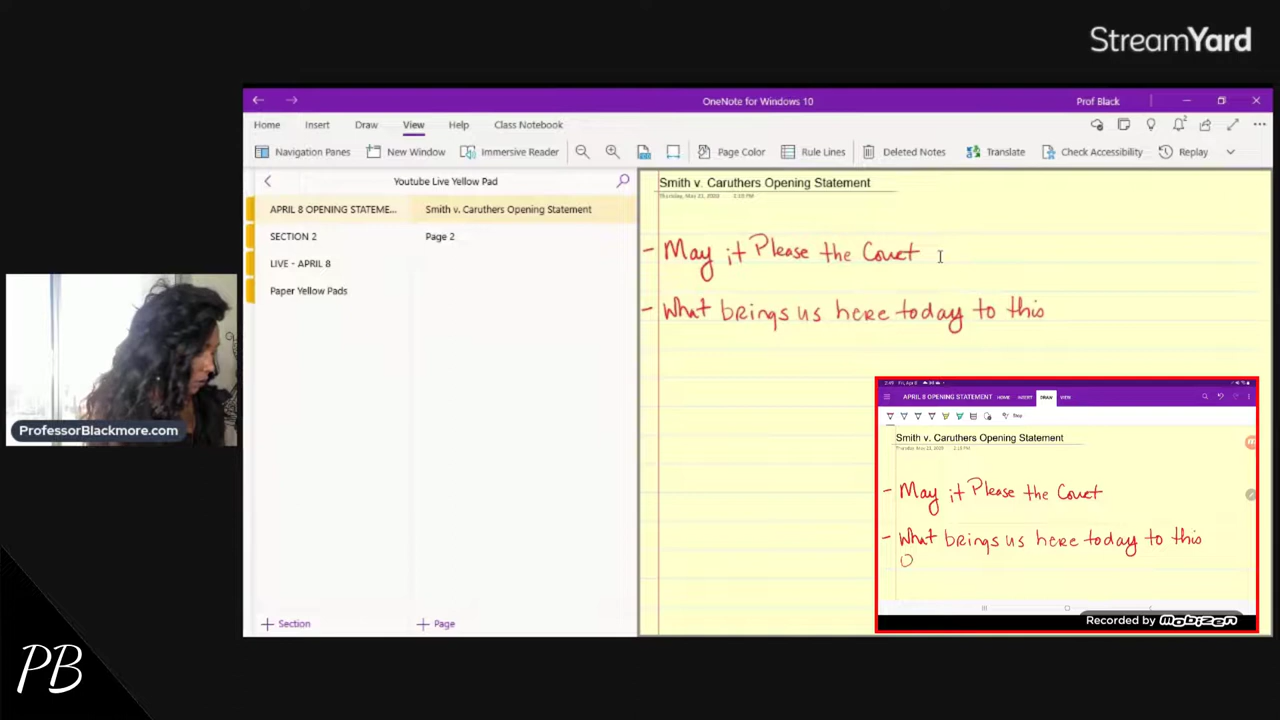 StreamYard
OneNote for Windows 10
Prof Black
Home Insert Draw View Help Class Notebook
2
Navigation Panes New Window Immersive Reader Page Color Rule Lines Deleted Notes Translate Check Accessibility Replay
Youtube Live Yellow Pad
APRIL 8 OPENING STATEME...
SECTION 2
LIVE - APRIL 8
Paper Yellow Pads
Smith v. Caruthers Opening Statement
Page 2
Section
Page
Smith v. Caruthers Opening Statement
- May it Please the Court
- What brings us here today to this
APRIL 8 OPENING STATEMENT HOME INSERT DRAW VIEW
Smith v. Caruthers Opening Statement
- May it Please the Court
- What brings us here today to this
Recorded by MOBIZEN
ProfessorBlackmore.com
PB